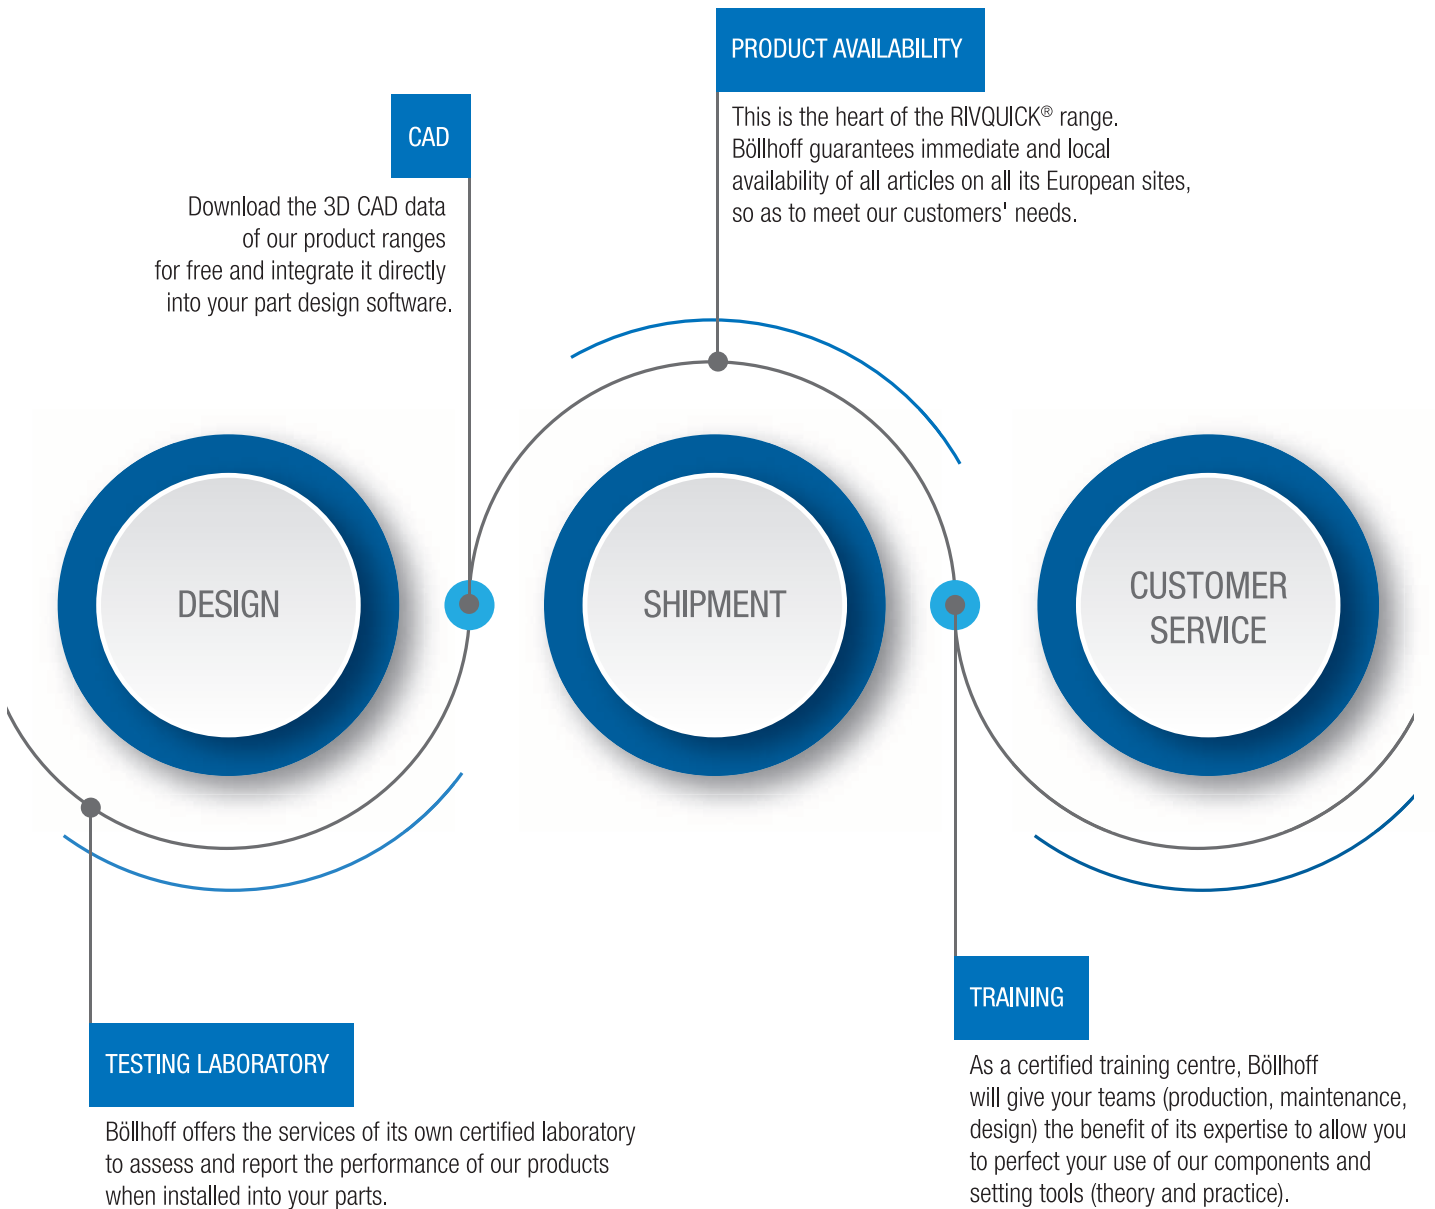 PRODUCT AVAILABILITY
This is the heart of the RIVQUICK® range.
Böllhoff guarantees immediate and local
availability of all articles on all its European sites,
so as to meet our customers' needs.
CAD
Download the 3D CAD data
of our product ranges
for free and integrate it directly
into your part design software.
DESIGN
SHIPMENT
CUSTOMER
SERVICE
TESTING LABORATORY
Böllhoff offers the services of its own certified laboratory
to assess and report the performance of our products
when installed into your parts.
TRAINING
As a certified training centre, Böllhoff
will give your teams (production, maintenance,
design) the benefit of its expertise to allow you
to perfect your use of our components and
setting tools (theory and practice).